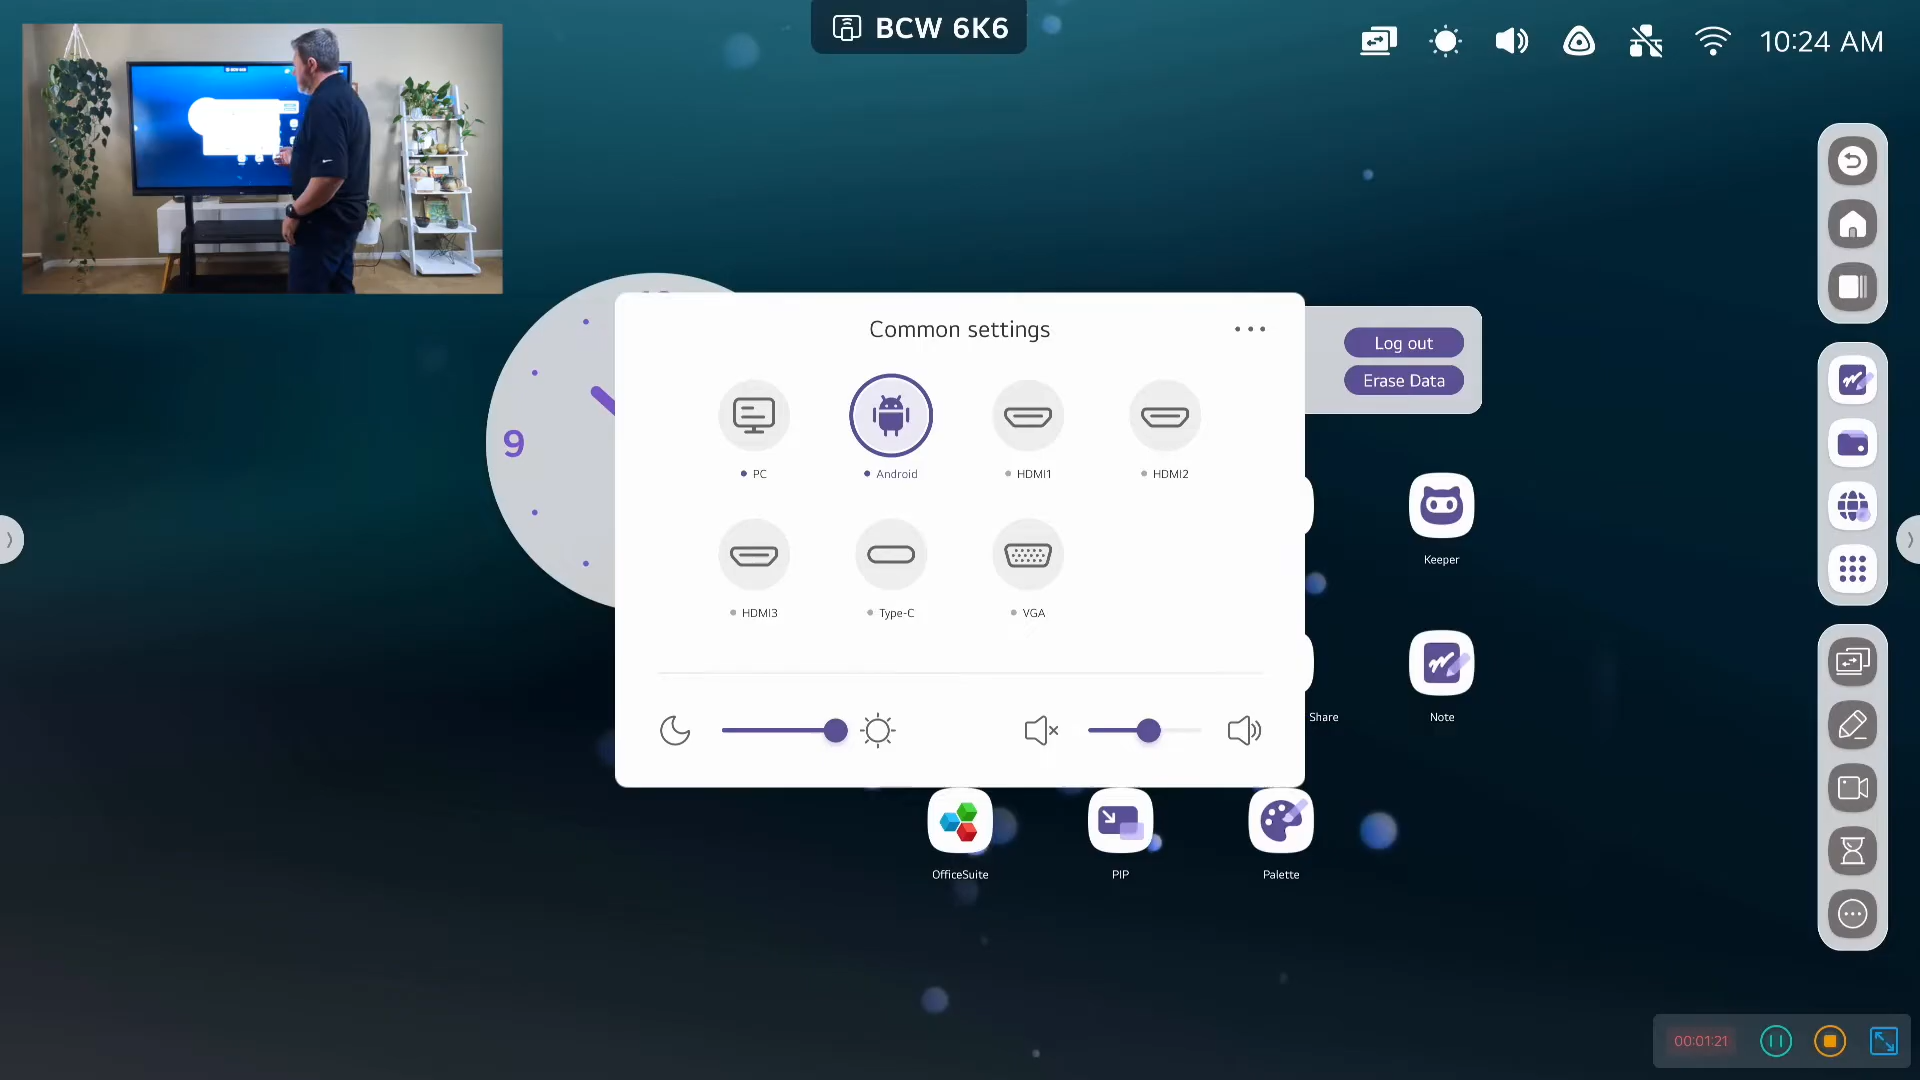 BCW 6K6
10:24 AM
Common settings
Log out
Erase Data
PC
Android
HDMI1
HDMI2
9
HDMI3
Type-C
VGA
Keeper
Share
Note
OfficeSuite
PIP
Palette
00:01:21